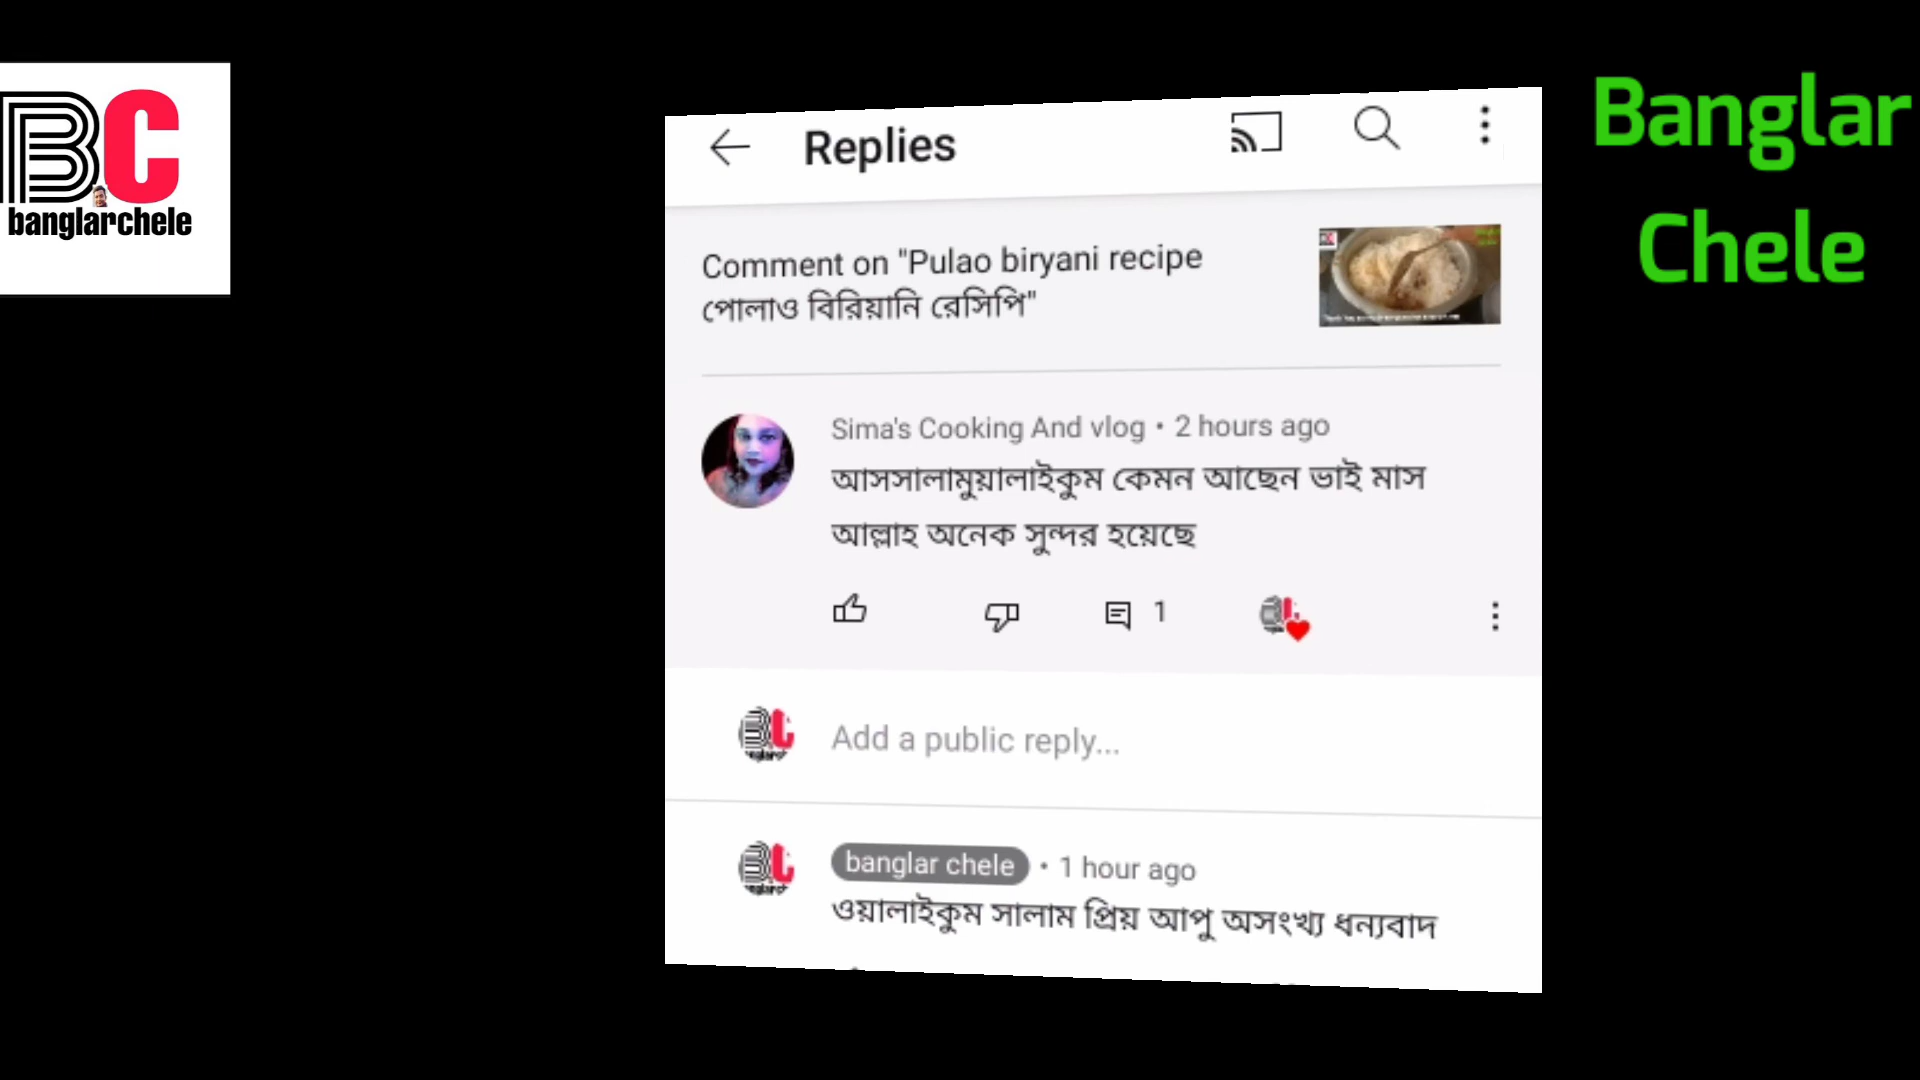 BC
banglarchele
Banglar
Chele
Replies
Comment on "Pulao biryani recipe
পোলাও বিরিয়ানি রেসিপি"
Sima's Cooking And vlog • 2 hours ago
আসসালামুয়ালাইকুম কেমন আছেন ভাই মাস
আল্লাহ অনেক সুন্দর হয়েছে
1
Add a public reply...
banglar chele • 1 hour ago
ওয়ালাইকুম সালাম প্রিয় আপু অসংখ্য ধন্যবাদ